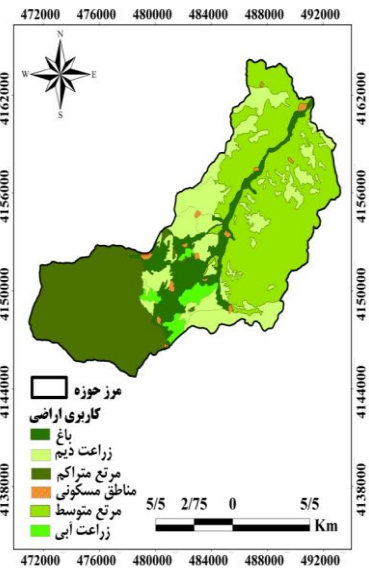 472000 476000 480000 484000 488000 492000
N
W E
S
4162000
4156000
4150000
4144000
4138000
4162000
4156000
4150000
4144000
4138000
مرز حوزه
کاربری اراضی
باغ
زراعت دیم
مرتع متراکم
مناطق مسکونی
مرتع متوسط
زراعت آبی
5/5 2/75 0 5/5
Km
472000 476000 480000 484000 488000 492000